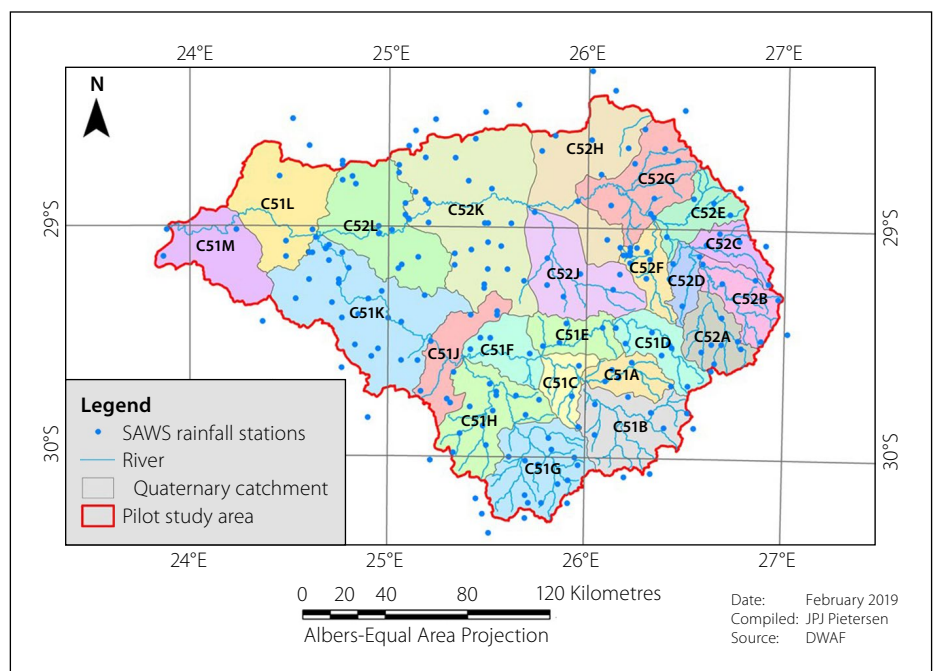 24°E 25°E 26°E 27°E
N
C52H
C52G
C51L
C52K
C52E
C52L
29°S 29°S
C51M
C52C
C52F
C52J
C52D
C52B
C51K
C51E
C52A
C51D
C51J
C51F
C51C
C51A
C51H
C51B
30°S 30°S
C51G
Legend
SAWS rainfall stations
River
Quaternary catchment
Pilot study area
24°E 25°E 26°E 27°E
0 20 40 80 120 Kilometres
Albers-Equal Area Projection
Date: February 2019
Compiled: JPJ Pietersen
Source: DWAF